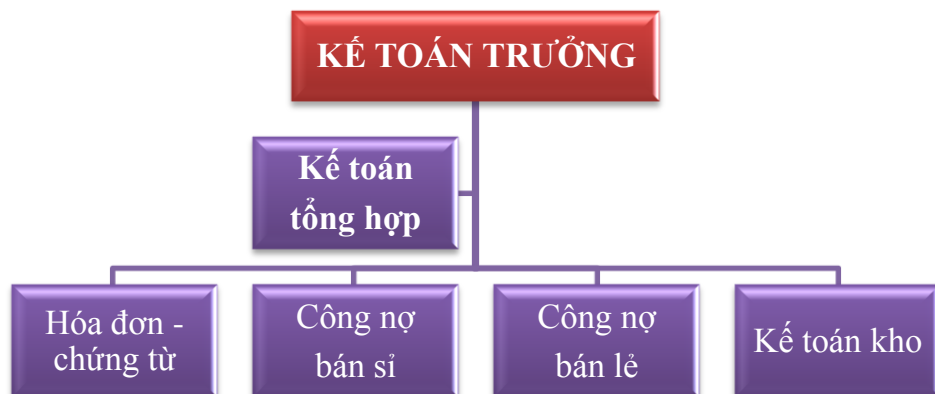 KẾ TOÁN TRƯỞNG
Kế toán
tổng hợp
Hóa đơn -
chứng từ
Công nợ
bán sỉ
Công nợ
bán lẻ
Kế toán kho